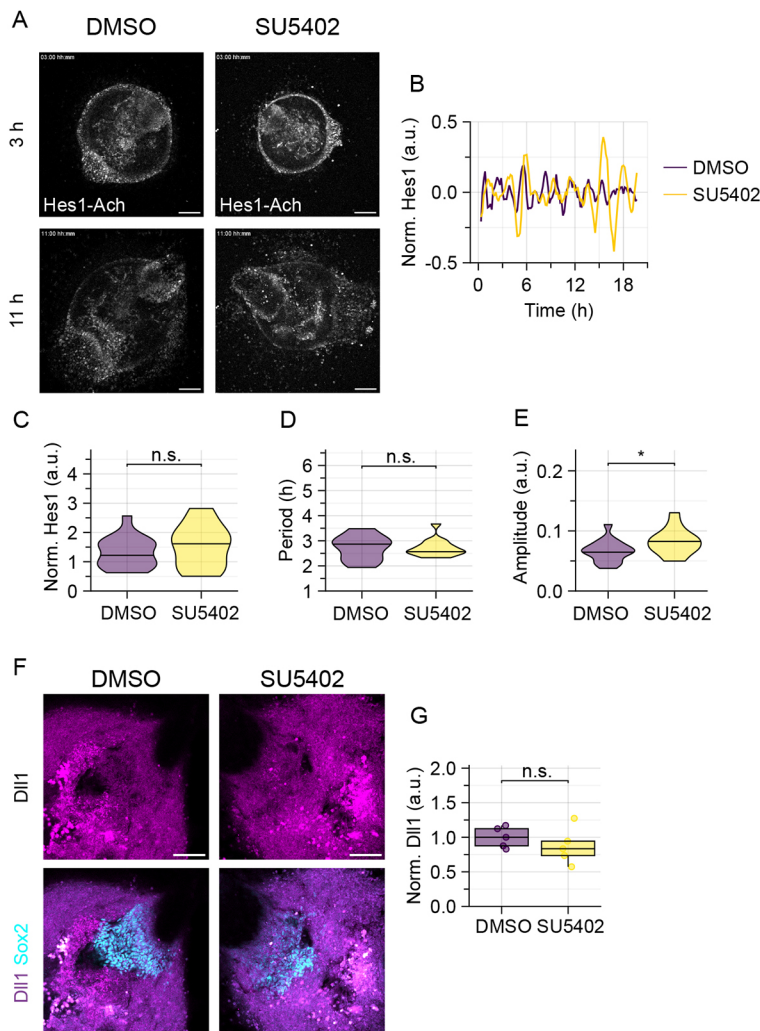 A
DMSO
SU5402
3 h
03:00 hh:mm
Hes1-Ach
03:00 hh:mm
Hes1-Ach
11 h
11:00 hh:mm
11:00 hh:mm
B
Norm. Hes1 (a.u.)
0.5
0.0
-0.5
0 6 12 18
Time (h)
DMSO
SU5402
C
Norm. Hes1 (a.u.)
4
3
2
1
0
n.s.
DMSO SU5402
D
Period (h)
6
5
4
3
2
1
n.s.
DMSO SU5402
E
Amplitude (a.u.)
0.2
0.1
0.0
*
DMSO SU5402
F
DMSO
SU5402
Dll1
Dll1 Sox2
G
Norm. Dll1 (a.u.)
2.0
1.5
1.0
0.5
0.0
n.s.
DMSO SU5402